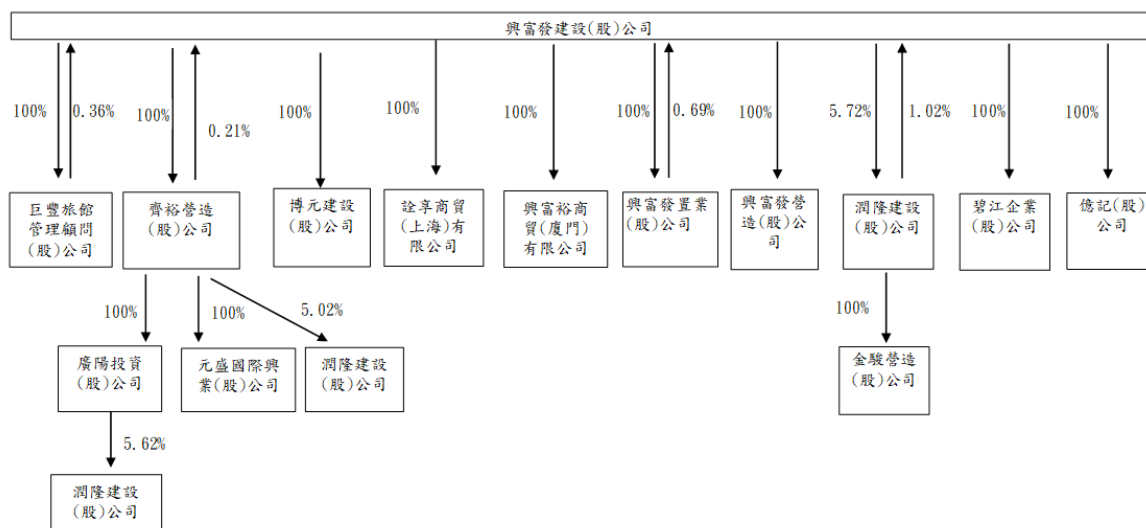 興富發建設(股)公司
100%
0.36%
100%
0.21%
100%
100%
100%
100%
0.69%
100%
5.72%
1.02%
100%
100%
巨豐旅館
管理顧問
(股)公司
齊裕營造
(股)公司
博元建設
(股)公司
詮享商貿
(上海)有
限公司
興富裕商
貿(廈門)
有限公司
興富發置業
(股)公司
興富發營
造(股)公
司
潤隆建設
(股)公司
碧江企業
(股)公司
億記(股)
公司
100%
100%
5.02%
100%
廣陽投資
(股)公司
元盛國際興
業(股)公司
潤隆建設
(股)公司
金駿營造
(股)公司
5.62%
潤隆建設
(股)公司